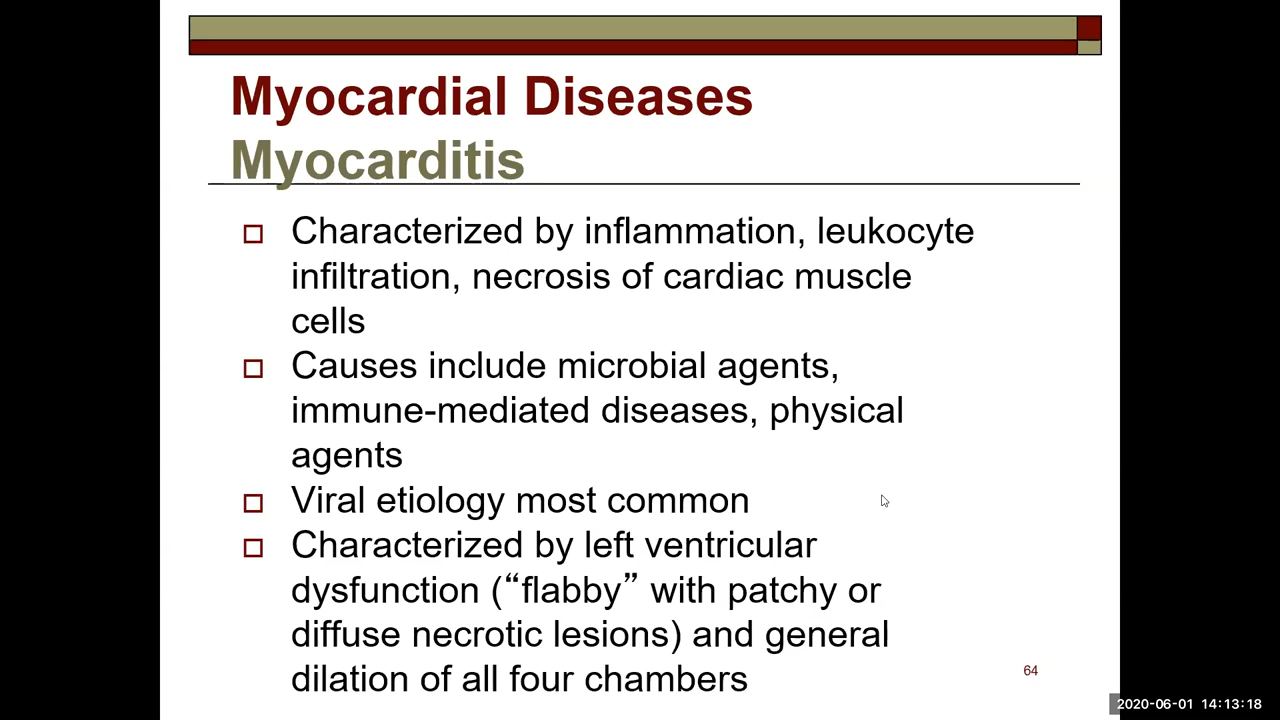 Myocardial Diseases
Myocarditis
Characterized by inflammation, leukocyte
infiltration, necrosis of cardiac muscle
cells
Causes include microbial agents,
immune-mediated diseases, physical
agents
Viral etiology most common
Characterized by left ventricular
dysfunction (“flabby” with patchy or
diffuse necrotic lesions) and general
dilation of all four chambers
64
2020-06-01 14:13:18